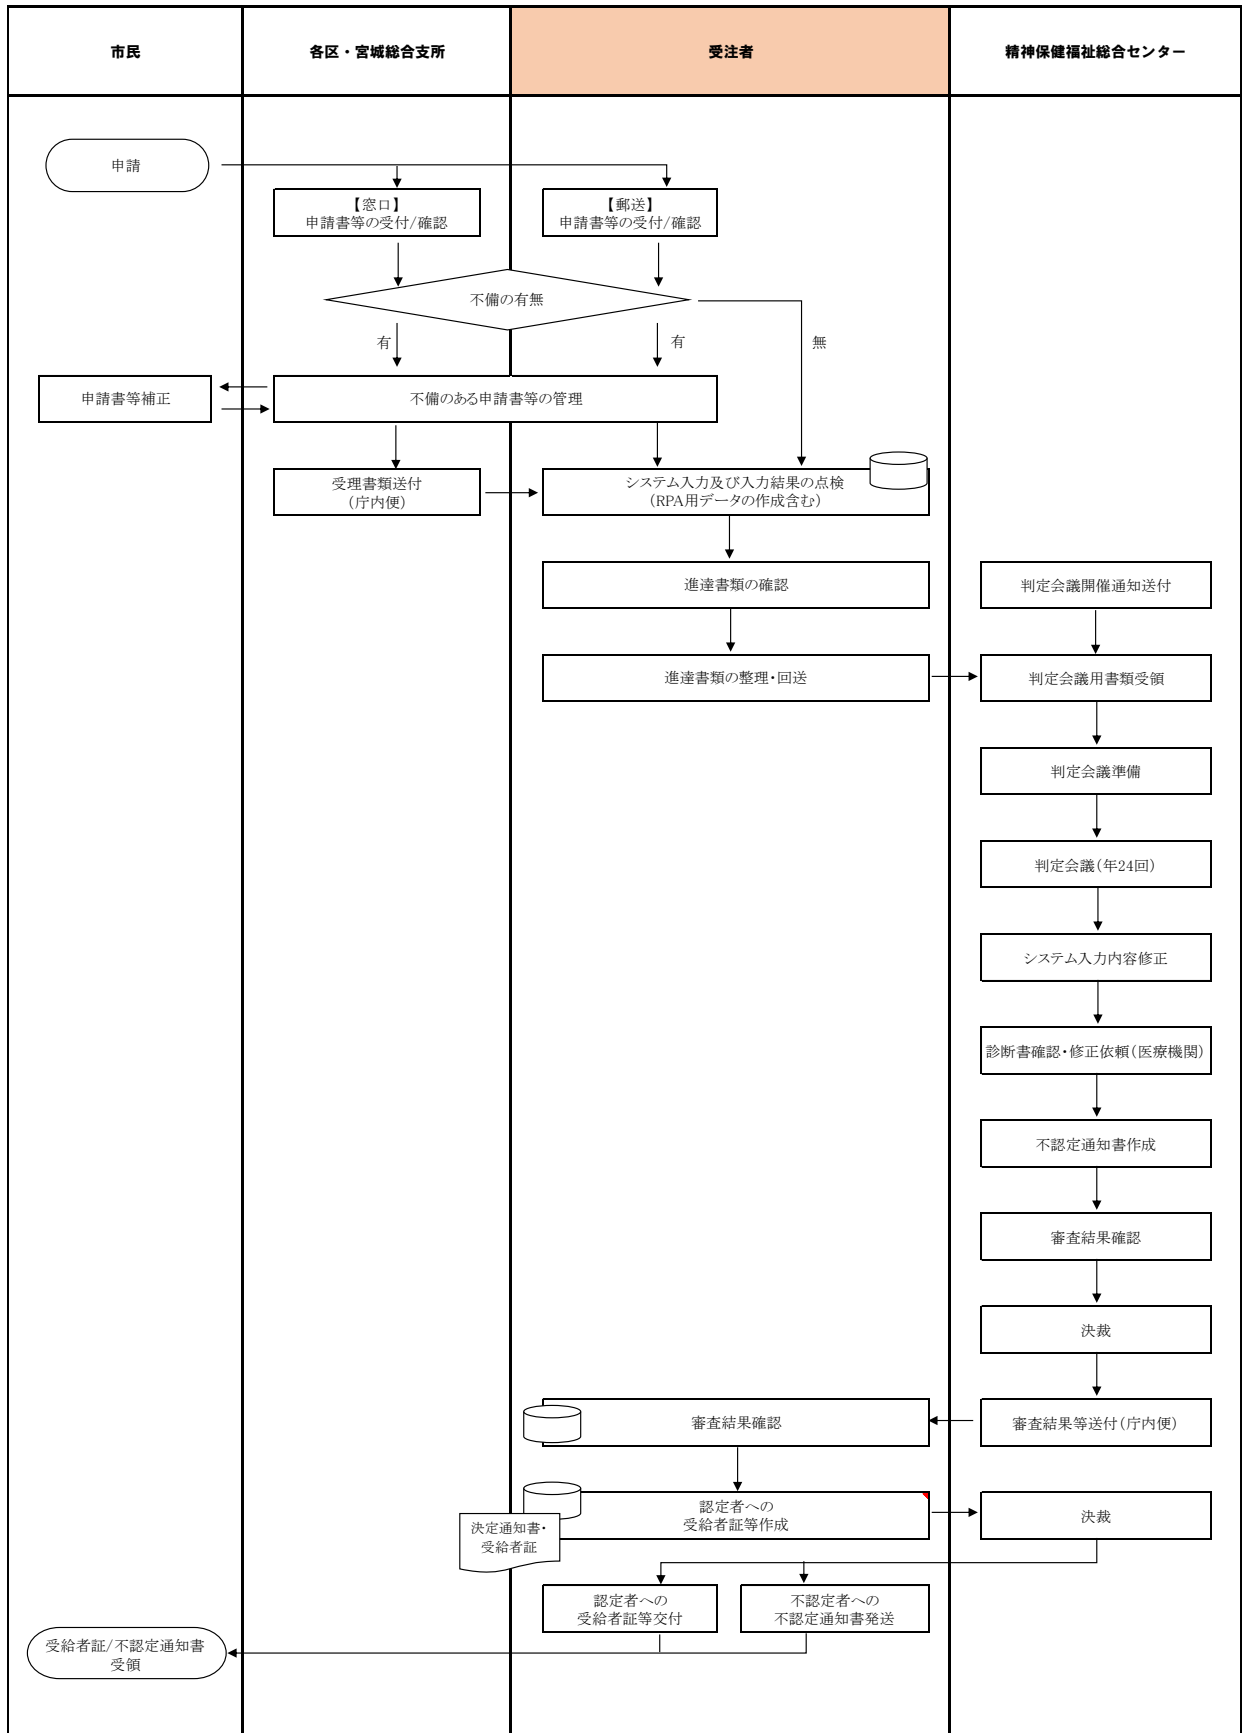 市民
各区・宮城総合支所
受注者
精神保健福祉総合センター
申請
【窓口】
申請書等の受付/確認
【郵送】
申請書等の受付/確認
不備の有無
有
有
無
申請書等補正
不備のある申請書等の管理
受理書類送付
（庁内便）
システム入力及び入力結果の点検
（RPA用データの作成含む）
進達書類の確認
判定会議開催通知送付
進達書類の整理・回送
判定会議用書類受領
判定会議準備
判定会議（年24回）
システム入力内容修正
診断書確認・修正依頼（医療機関）
不認定通知書作成
審査結果確認
決裁
審査結果確認
審査結果等送付（庁内便）
認定者への
受給者証等作成
決裁
決定通知書・
受給者証
認定者への
受給者証等交付
不認定者への
不認定通知書発送
受給者証/不認定通知書
受領